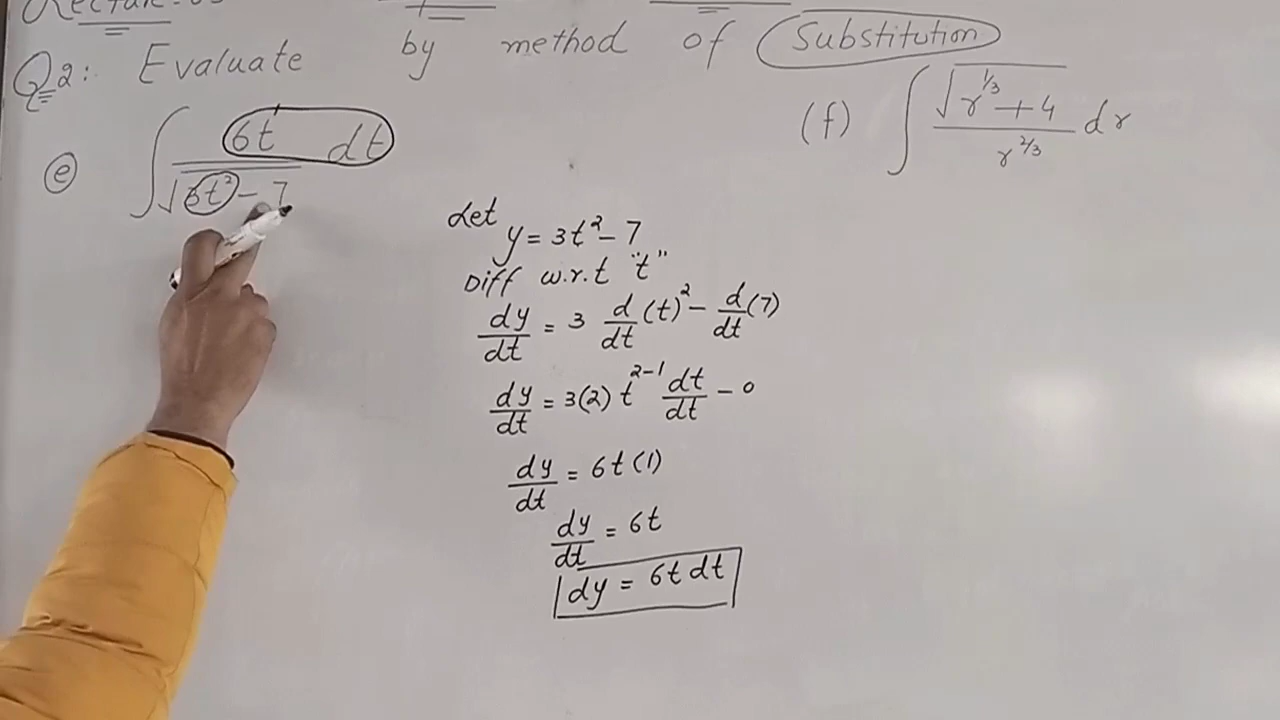 Q2: Evaluate by method of Substitution
(e) ∫ 6t dt / √(3t² - 7)
(f) ∫ √(r^1/3 + 4) / r^2/3 dr
Let y = 3t² - 7
Diff w.r.t "t"
dy/dt = 3 d/dt (t)² - d/dt (7)
dy/dt = 3(2) t^2-1 dt/dt - 0
dy/dt = 6t(1)
dy/dt = 6t
dy = 6t dt